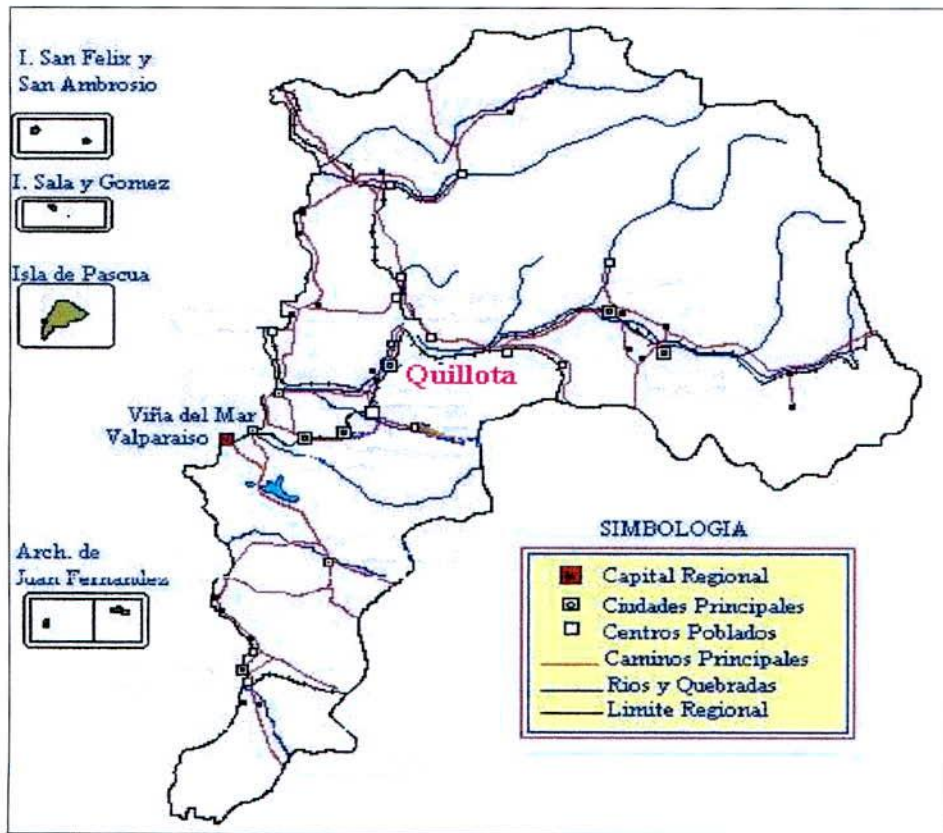 I. San Felix y
San Ambrosio
I. Sala y Gomez
Isla de Pascua
Quillota
Viña del Mar
Valparaiso
Arch. de
Juan Fernandez
SIMBOLOGIA
Capital Regional
Ciudades Principales
Centros Poblados
Caminos Principales
Rios y Quebradas
Limite Regional